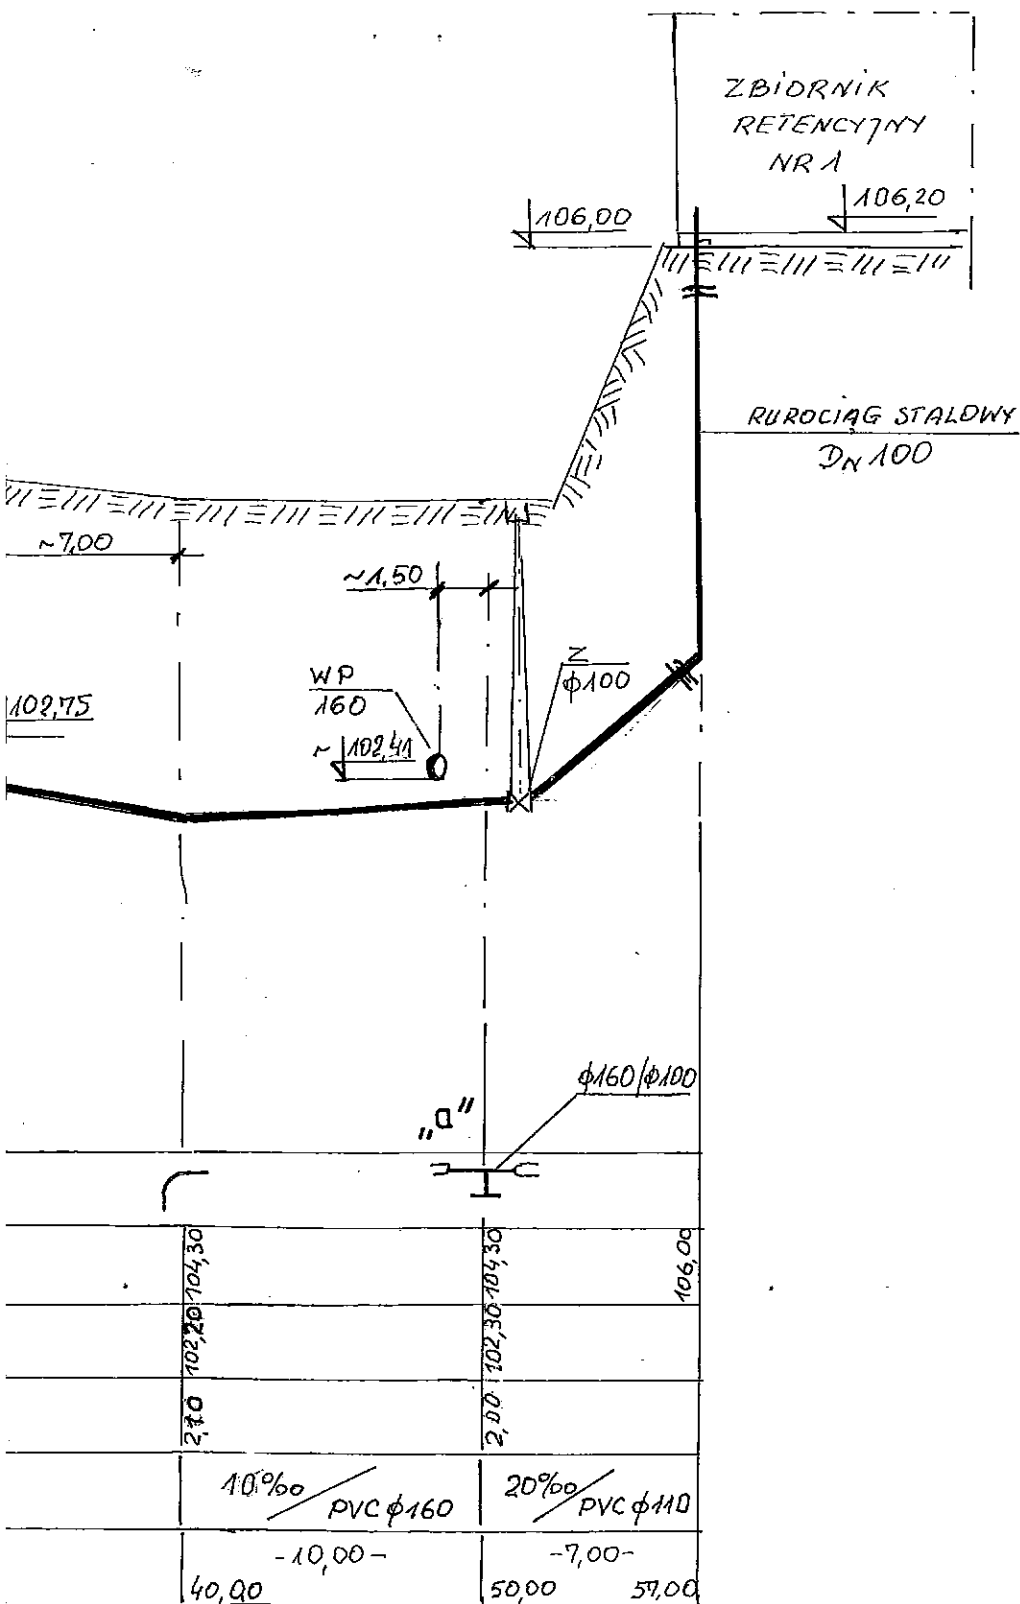 ZBIORNIK
RETENCYJNY
NR 1
106,20
106,00
RUROCIĄG STALOWY
DN 100
~7,00
~1,50
Z
φ100
WP
160
102,75
~ 102,41
φ160/φ100
„a”
104,30
104,30
106,00
102,20
102,30
2,10
2,00
10‰
PVC φ160
20‰
PVC φ110
-10,00-
-7,00-
40,00
50,00
57,00